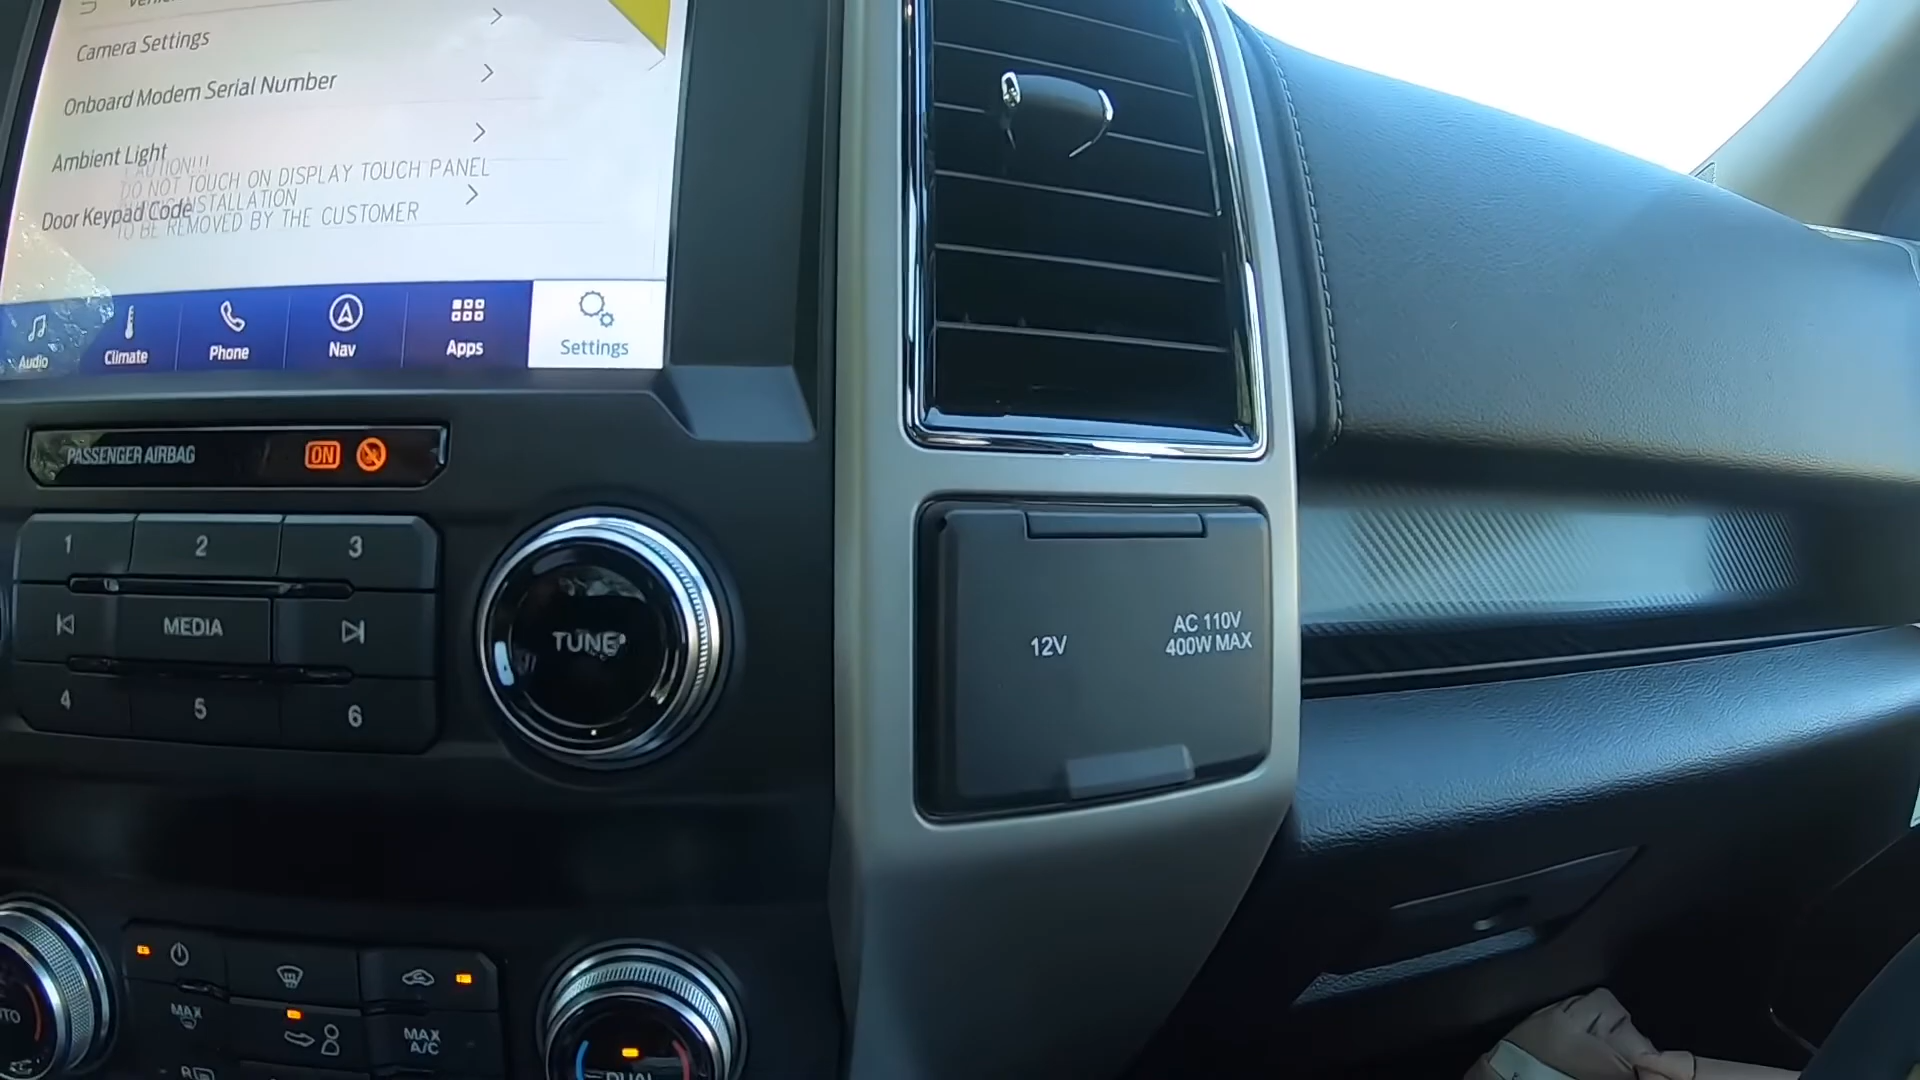 Camera Settings
Onboard Modem Serial Number
Ambient Light
CAUTION!!!
DO NOT TOUCH ON DISPLAY TOUCH PANEL
INSTALLATION
Door Keypad Code
TO BE REMOVED BY THE CUSTOMER
Audio
Climate
Phone
Nav
Apps
Settings
PASSENGER AIRBAG ON
1 2 3
MEDIA
4 5 6
TUNE
12V
AC 110V
400W MAX
MAX
MAX
A/C
R
DUAL